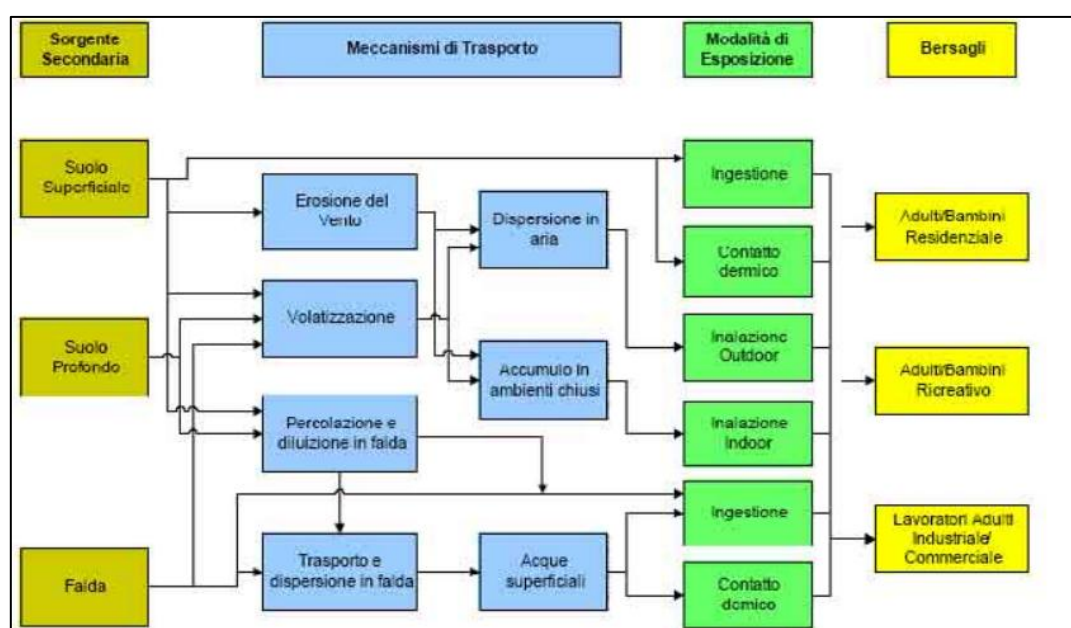 Sorgente
Secondaria
Meccanismi di Trasporto
Modalità di
Esposizione
Bersagli
Suolo
Superficiale
Erosione del
Vento
Dispersione in
aria
Ingestione
Adulti/Bambini
Residenziale
Contatto
dermico
Suolo
Profondo
Volatizzazione
Inalazione
Outdoor
Accumulo In
ambienti chiusi
Adulti/Bambini
Ricreativo
Percolazione e
diluizione in falda
Inalazione
Indoor
Ingestione
Falda
Trasporto e
dispersione in falda
Acque
superficiali
Lavoratori Adulti
Industriale/
Commerciale
Contatto